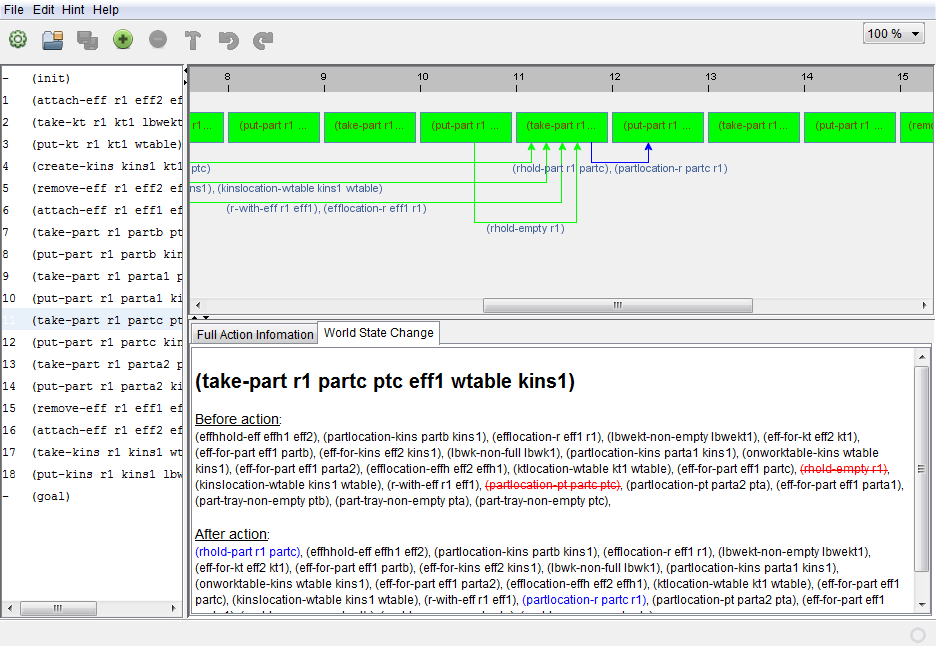 File Edit Hint Help
100 %
- (init)
1 (attach-eff r1 eff2 ef
2 (take-kt r1 kt1 lbwekt
3 (put-kt r1 kt1 wtable)
4 (create-kins kins1 kt1
5 (remove-eff r1 eff2 ef
6 (attach-eff r1 eff1 ef
7 (take-part r1 partb pt
8 (put-part r1 partb kin
9 (take-part r1 parta1 p
10 (put-part r1 parta1 ki
11 (take-part r1 partc pt
12 (put-part r1 partc kin
13 (take-part r1 parta2 p
14 (put-part r1 parta2 ki
15 (remove-eff r1 eff1 ef
16 (attach-eff r1 eff2 ef
17 (take-kins r1 kins1 wt
18 (put-kins r1 kins1 lbw
- (goal)
8 9 10 11 12 13 14 15
r1 ... (put-part r1 ... (take-part r1 ... (put-part r1 ... (take-part r1 ... (put-part r1 ... (take-part r1 ... (put-part r1 ... (remo
ptc) (rhold-part r1 partc), (partlocation-r partc r1)
ns1), (kinslocation-wtable kins1 wtable)
(r-with-eff r1 eff1), (efflocation-r eff1 r1)
(rhold-empty r1)
Full Action Infomation World State Change
(take-part r1 partc ptc eff1 wtable kins1)
Before action:
(effhhold-eff effh1 eff2), (partlocation-kins partb kins1), (efflocation-r eff1 r1), (lbwekt-non-empty lbwekt1), (eff-for-kt eff2 kt1),
(eff-for-part eff1 partb), (eff-for-kins eff2 kins1), (lbwk-non-full lbwk1), (partlocation-kins parta1 kins1), (onworktable-kins wtable
kins1), (eff-for-part eff1 parta2), (efflocation-effh eff2 effh1), (ktlocation-wtable kt1 wtable), (eff-for-part eff1 partc), (rhold-empty r1),
(kinslocation-wtable kins1 wtable), (r-with-eff r1 eff1), (partlocation-pt partc ptc), (partlocation-pt parta2 pta), (eff-for-part eff1 parta1),
(part-tray-non-empty ptb), (part-tray-non-empty pta), (part-tray-non-empty ptc),
After action:
(rhold-part r1 partc), (effhhold-eff effh1 eff2), (partlocation-kins partb kins1), (efflocation-r eff1 r1), (lbwekt-non-empty lbwekt1),
(eff-for-kt eff2 kt1), (eff-for-part eff1 partb), (eff-for-kins eff2 kins1), (lbwk-non-full lbwk1), (partlocation-kins parta1 kins1),
(onworktable-kins wtable kins1), (eff-for-part eff1 parta2), (efflocation-effh eff2 effh1), (ktlocation-wtable kt1 wtable), (eff-for-part eff1
partc), (kinslocation-wtable kins1 wtable), (r-with-eff r1 eff1), (partlocation-r partc r1), (partlocation-pt parta2 pta), (eff-for-part eff1